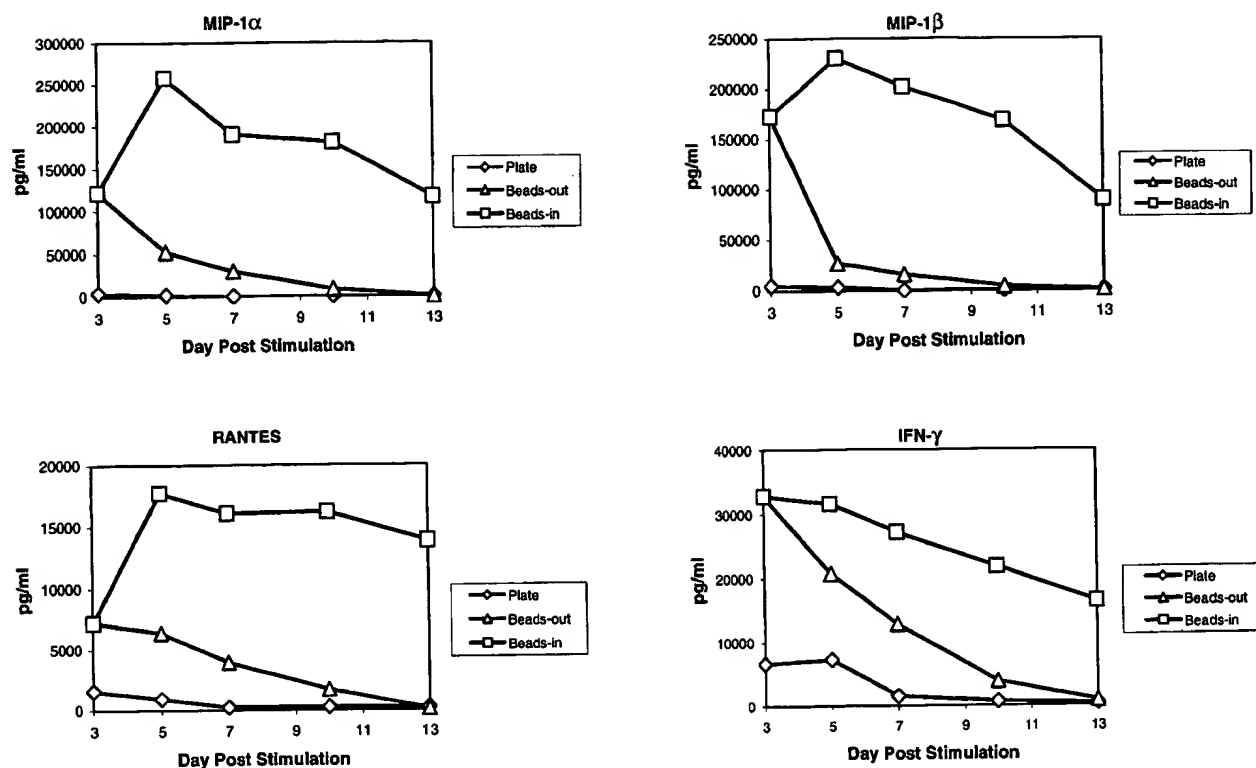 MIP-1α
300000
250000
200000
150000
100000
50000
0
pg/ml
3 5 7 9 11 13
Day Post Stimulation
Plate
Beads-out
Beads-in
MIP-1β
250000
200000
150000
100000
50000
0
pg/ml
3 5 7 9 11 13
Day Post Stimulation
Plate
Beads-out
Beads-in
RANTES
20000
15000
10000
5000
0
pg/ml
3 5 7 9 11 13
Day Post Stimulation
Plate
Beads-out
Beads-in
IFN-γ
40000
30000
20000
10000
0
pg/ml
3 5 7 9 11 13
Day Post Stimulation
Plate
Beads-out
Beads-in